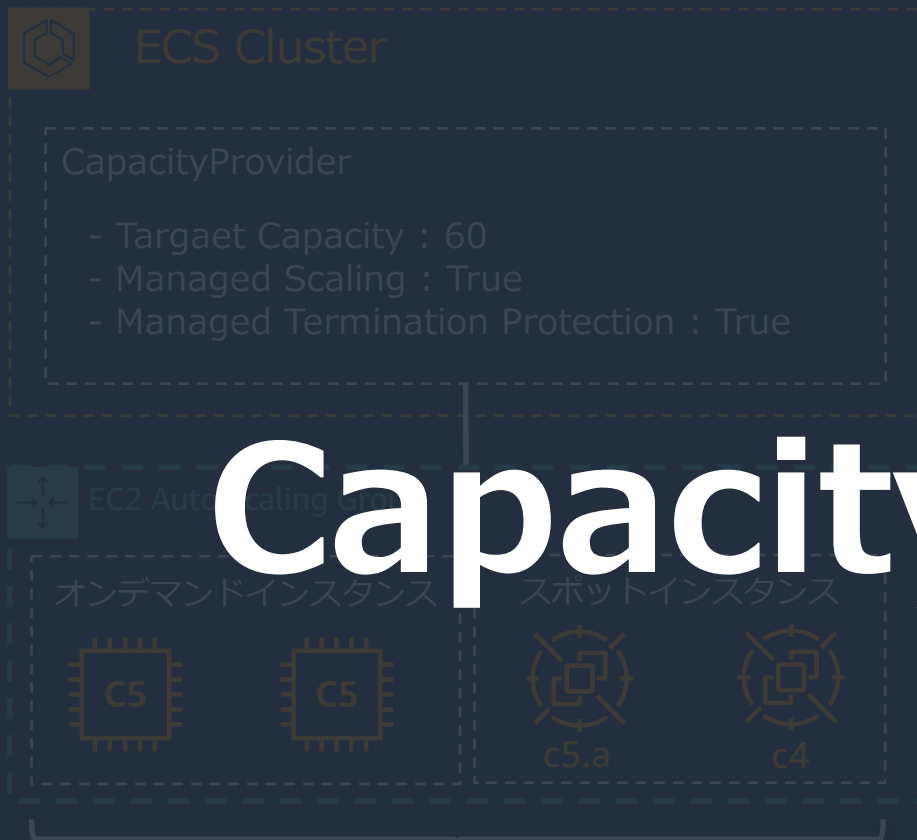 ECS Cluster
CapacityProvider
- Targaet Capacity : 60
- Managed Scaling : True
- Managed Termination Protection : True
Capacity
EC2 Auto Scaling Group
オンデマンドインスタンス
スポットインスタンス
C5
C5
c5.a
c4